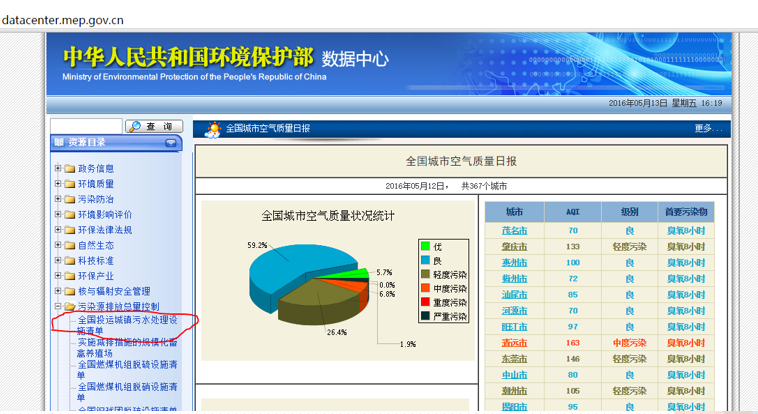 datacenter.mep.gov.cn
中华人民共和国环境保护部 数据中心
Ministry of Environmental Protection of the People's Republic of China
2016年05月13日 星期五 16:19
查 询
资源目录
政务信息
环境质量
污染防治
环境影响评价
环保法律法规
自然生态
科技标准
环保产业
核与辐射安全管理
污染源排放总量控制
全国投运城镇污水处理设
施清单
实施减排措施的规模化畜
禽养殖场
全国燃煤机组脱硫设施清
单
全国燃煤机组脱硝设施清
单
全国城市空气质量日报
更多...
全国城市空气质量日报
2016年05月12日， 共367个城市
全国城市空气质量状况统计
59.2%
5.7%
0.0%
6.8%
26.4%
1.9%
优
良
轻度污染
中度污染
重度污染
严重污染
城市 AQI 级别 首要污染物
茂名市 70 良 臭氧8小时
肇庆市 133 轻度污染 臭氧8小时
惠州市 100 良 臭氧8小时
梅州市 72 良 臭氧8小时
汕尾市 85 良 臭氧8小时
河源市 70 良 臭氧8小时
阳江市 97 良 臭氧8小时
清远市 163 中度污染 臭氧8小时
东莞市 146 轻度污染 臭氧8小时
中山市 80 良 臭氧8小时
潮州市 105 轻度污染 臭氧8小时
揭阳市 95 良 臭氧8小时